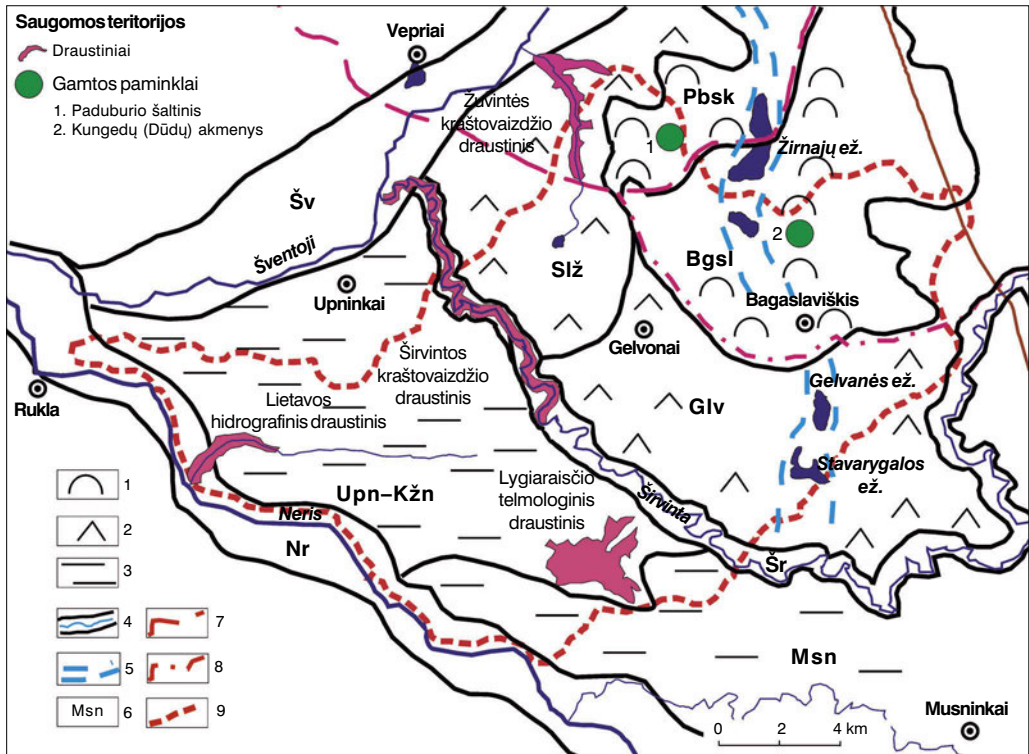 Saugomos teritorijos
Draustiniai
Gamtos paminklai
1. Paduburio šaltinis
2. Kungedų (Dūdų) akmenys
Vepriai
Žuvintės
kraštovaizdžio
draustinis
Pbsk
1
Žirnajų ež.
2
Šv
Šventoji
Slž
Bgsl
Upninkai
Bagaslaviškis
Gelvonai
Širvintos
kraštovaizdžio
draustinis
Gelvanės ež.
Rukla
Lietavos
hidrografinis draustinis
Glv
Stavarygalos
ež.
Lygiaraisčio
telmologinis
draustinis
Upn–Kžn
Širvinta
Neris
Nr
Šr
1
2
3
4
7
5
8
Msn
6
9
Msn
Musninkai
0 2 4 km